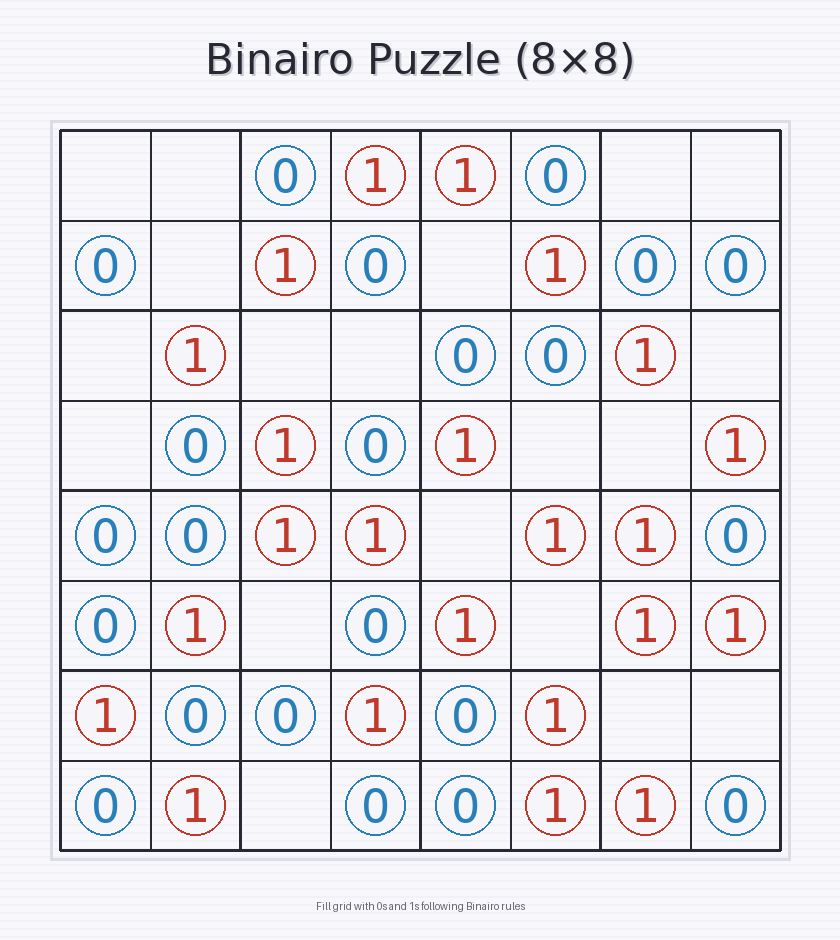 Binairo Puzzle (8×8)
0 1 1 0
0 1 0 1 0 0
1 0 0 1
0 1 0 1 1
0 0 1 1 1 1 0
0 1 0 1 1 1
1 0 0 1 0 1
0 1 0 0 1 1 0
Fill grid with 0s and 1s following Binairo rules